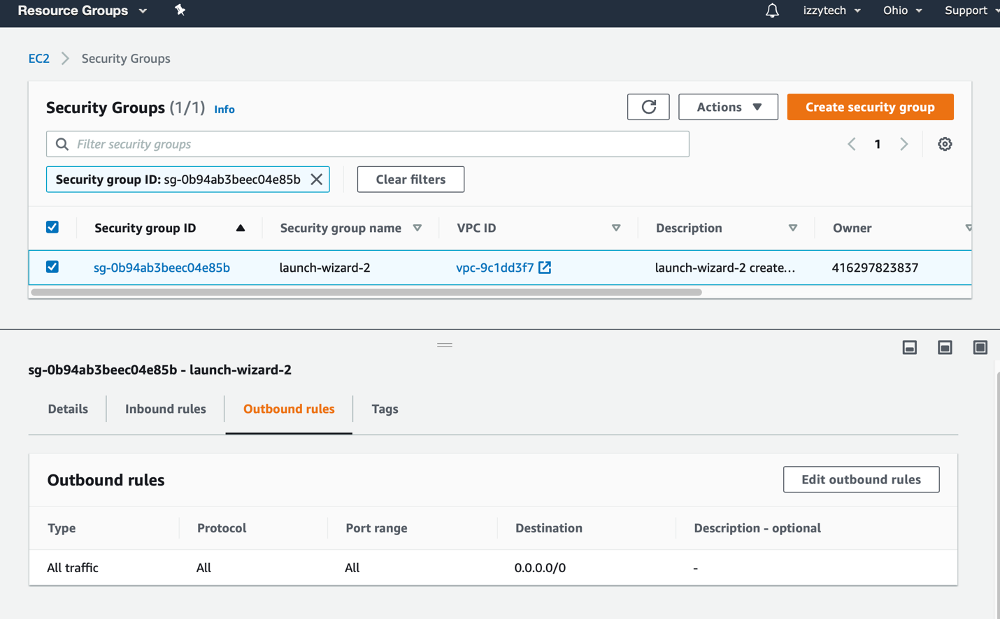 Resource Groups izzytech Ohio Support
EC2 Security Groups
Security Groups (1/1) Info Actions Create security group
Filter security groups 1
Security group ID: sg-0b94ab3beec04e85b Clear filters
Security group ID Security group name VPC ID Description Owner
sg-0b94ab3beec04e85b launch-wizard-2 vpc-9c1dd3f7 launch-wizard-2 create... 416297823837
sg-0b94ab3beec04e85b - launch-wizard-2
Details Inbound rules Outbound rules Tags
Outbound rules Edit outbound rules
Type Protocol Port range Destination Description - optional
All traffic All All 0.0.0.0/0 -